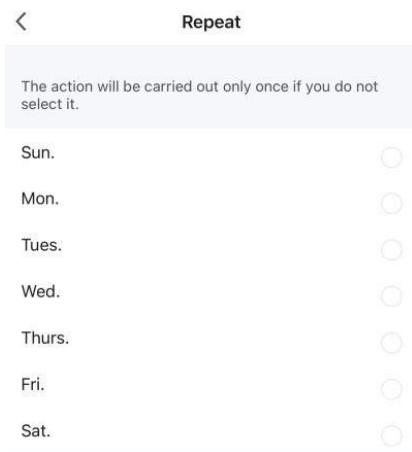 Repeat
The action will be carried out only once if you do not
select it.
Sun.
Mon.
Tues.
Wed.
Thurs.
Fri.
Sat.